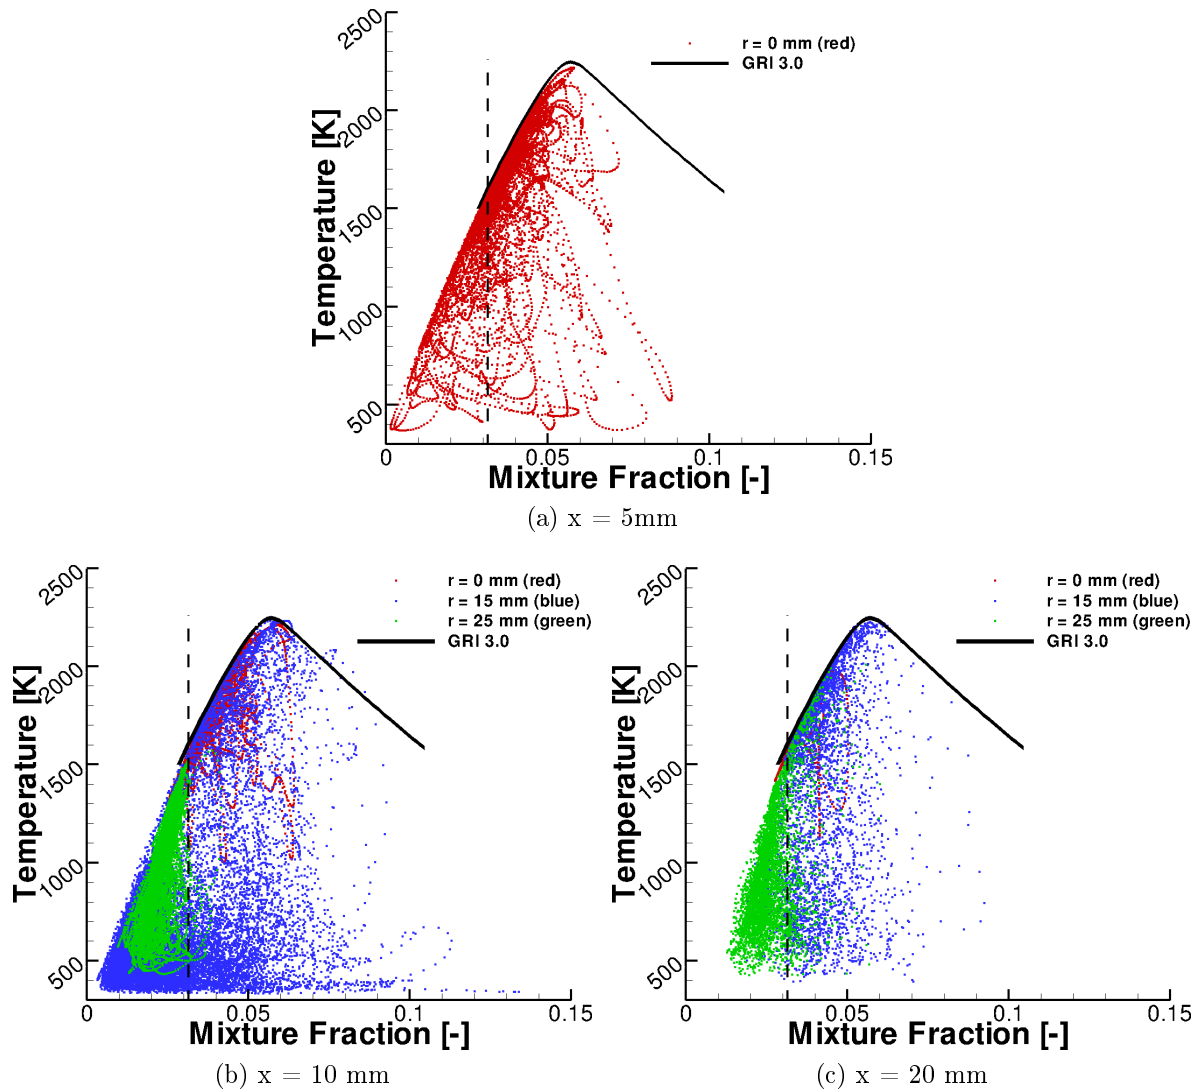 2500
2000
1500
1000
500
Temperature [K]
r = 0 mm (red)
GRI 3.0
0
0.05
0.1
0.15
Mixture Fraction [-]
(a) x = 5mm
2500
2000
1500
1000
500
Temperature [K]
r = 0 mm (red)
r = 15 mm (blue)
r = 25 mm (green)
GRI 3.0
0
0.05
0.1
0.15
Mixture Fraction [-]
(b) x = 10 mm
2500
2000
1500
1000
500
Temperature [K]
r = 0 mm (red)
r = 15 mm (blue)
r = 25 mm (green)
GRI 3.0
0
0.05
0.1
0.15
Mixture Fraction [-]
(c) x = 20 mm